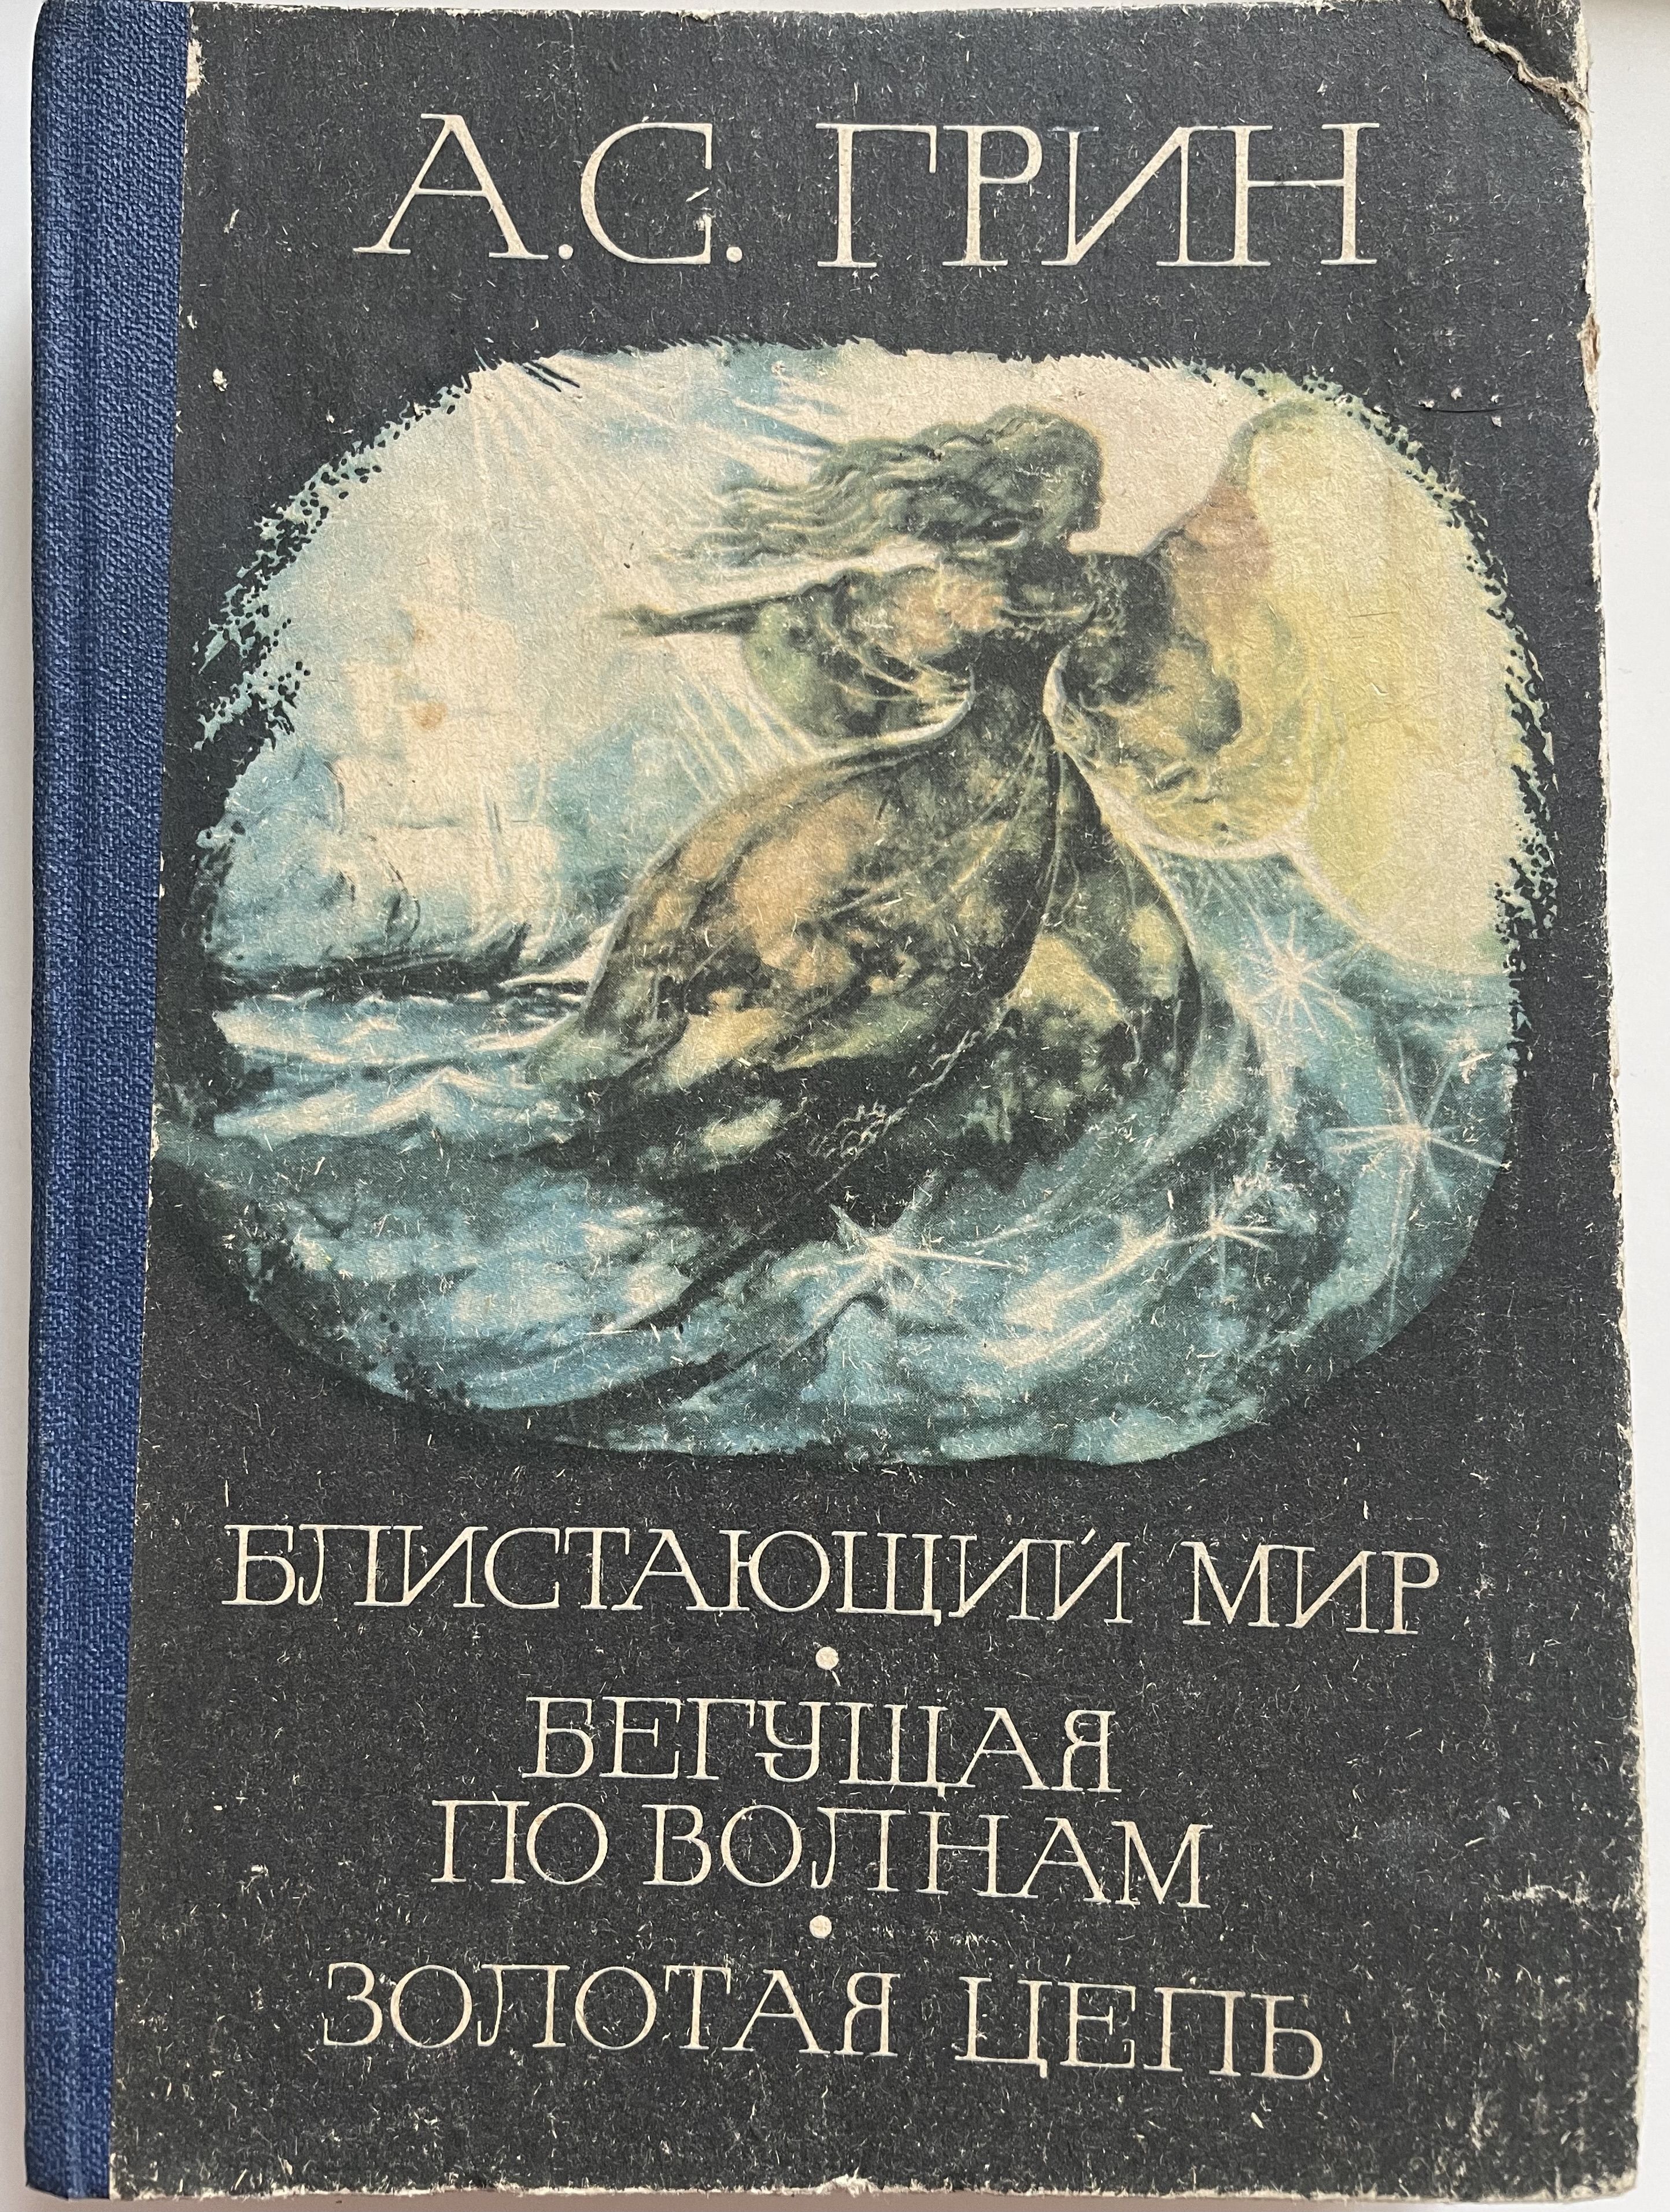 А.С. ГРИН
БЛИСТАЮЩИЙ МИР
БЕГУЩАЯ
ПО ВОЛНАМ
ЗОЛОТАЯ ЦЕПЬ